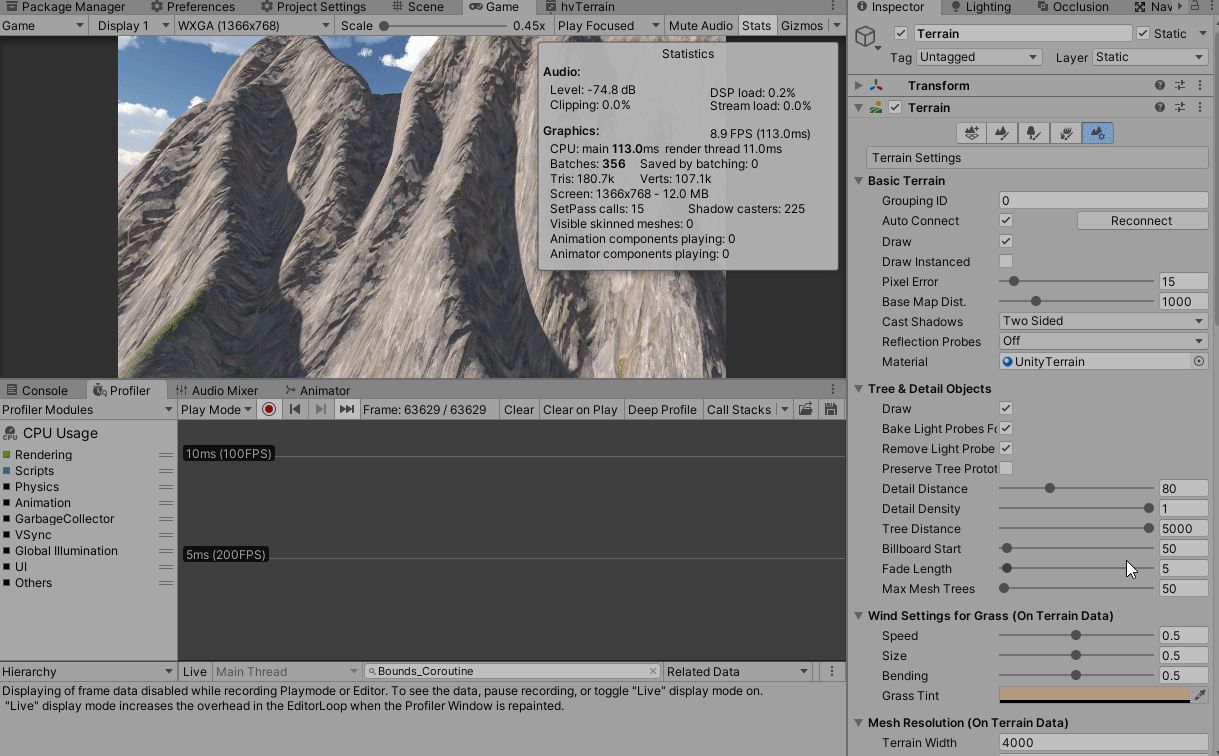 Package Manager Preferences Project Settings Scene Game hvTerrain
Game Display 1 WXGA (1366x768) Scale 0.45x Play Focused Mute Audio Stats Gizmos
Statistics
Audio:
Level: -74.8 dB DSP load: 0.2%
Clipping: 0.0% Stream load: 0.0%
Graphics: 8.9 FPS (113.0ms)
CPU: main 113.0ms render thread 11.0ms
Batches: 356 Saved by batching: 0
Tris: 180.7k Verts: 107.1k
Screen: 1366x768 - 12.0 MB
SetPass calls: 15 Shadow casters: 225
Visible skinned meshes: 0
Animation components playing: 0
Animator components playing: 0
Console Profiler Audio Mixer Animator
Profiler Modules Play Mode Frame: 63629 / 63629 Clear Clear on Play Deep Profile Call Stacks
CPU Usage
CPU
Rendering
Scripts
Physics
Animation
GarbageCollector
VSync
Global Illumination
UI
Others
10ms (100FPS)
5ms (200FPS)
Hierarchy Live Main Thread Bounds_Coroutine Related Data
Displaying of frame data disabled while recording Playmode or Editor. To see the data, pause recording, or toggle "Live" display mode on.
"Live" display mode increases the overhead in the EditorLoop when the Profiler Window is repainted.
Inspector Lighting Occlusion Nav
Terrain Static
Tag Untagged Layer Static
Transform
Terrain
Terrain Settings
Basic Terrain
Grouping ID 0
Auto Connect Reconnect
Draw
Draw Instanced
Pixel Error 15
Base Map Dist. 1000
Cast Shadows Two Sided
Reflection Probes Off
Material UnityTerrain
Tree & Detail Objects
Draw
Bake Light Probes Fo
Remove Light Probe
Preserve Tree Protot
Detail Distance 80
Detail Density 1
Tree Distance 5000
Billboard Start 50
Fade Length 5
Max Mesh Trees 50
Wind Settings for Grass (On Terrain Data)
Speed 0.5
Size 0.5
Bending 0.5
Grass Tint
Mesh Resolution (On Terrain Data)
Terrain Width 4000